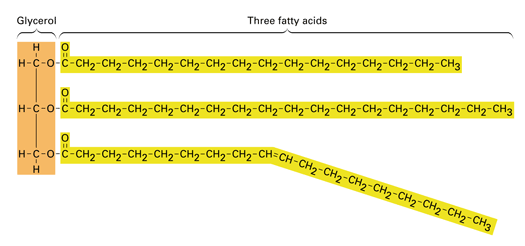 Glycerol Three fatty acids
H O
H-C-O-C-CH2-CH2-CH2-CH2-CH2-CH2-CH2-CH2-CH2-CH2-CH2-CH2-CH2-CH2-CH3
O
H-C-O-C-CH2-CH2-CH2-CH2-CH2-CH2-CH2-CH2-CH2-CH2-CH2-CH2-CH2-CH2-CH2-CH2-CH3
O
H-C-O-C-CH2-CH2-CH2-CH2-CH2-CH2-CH2-CH=CH-CH2-CH2-CH2-CH2-CH2-CH2-CH2-CH3
H